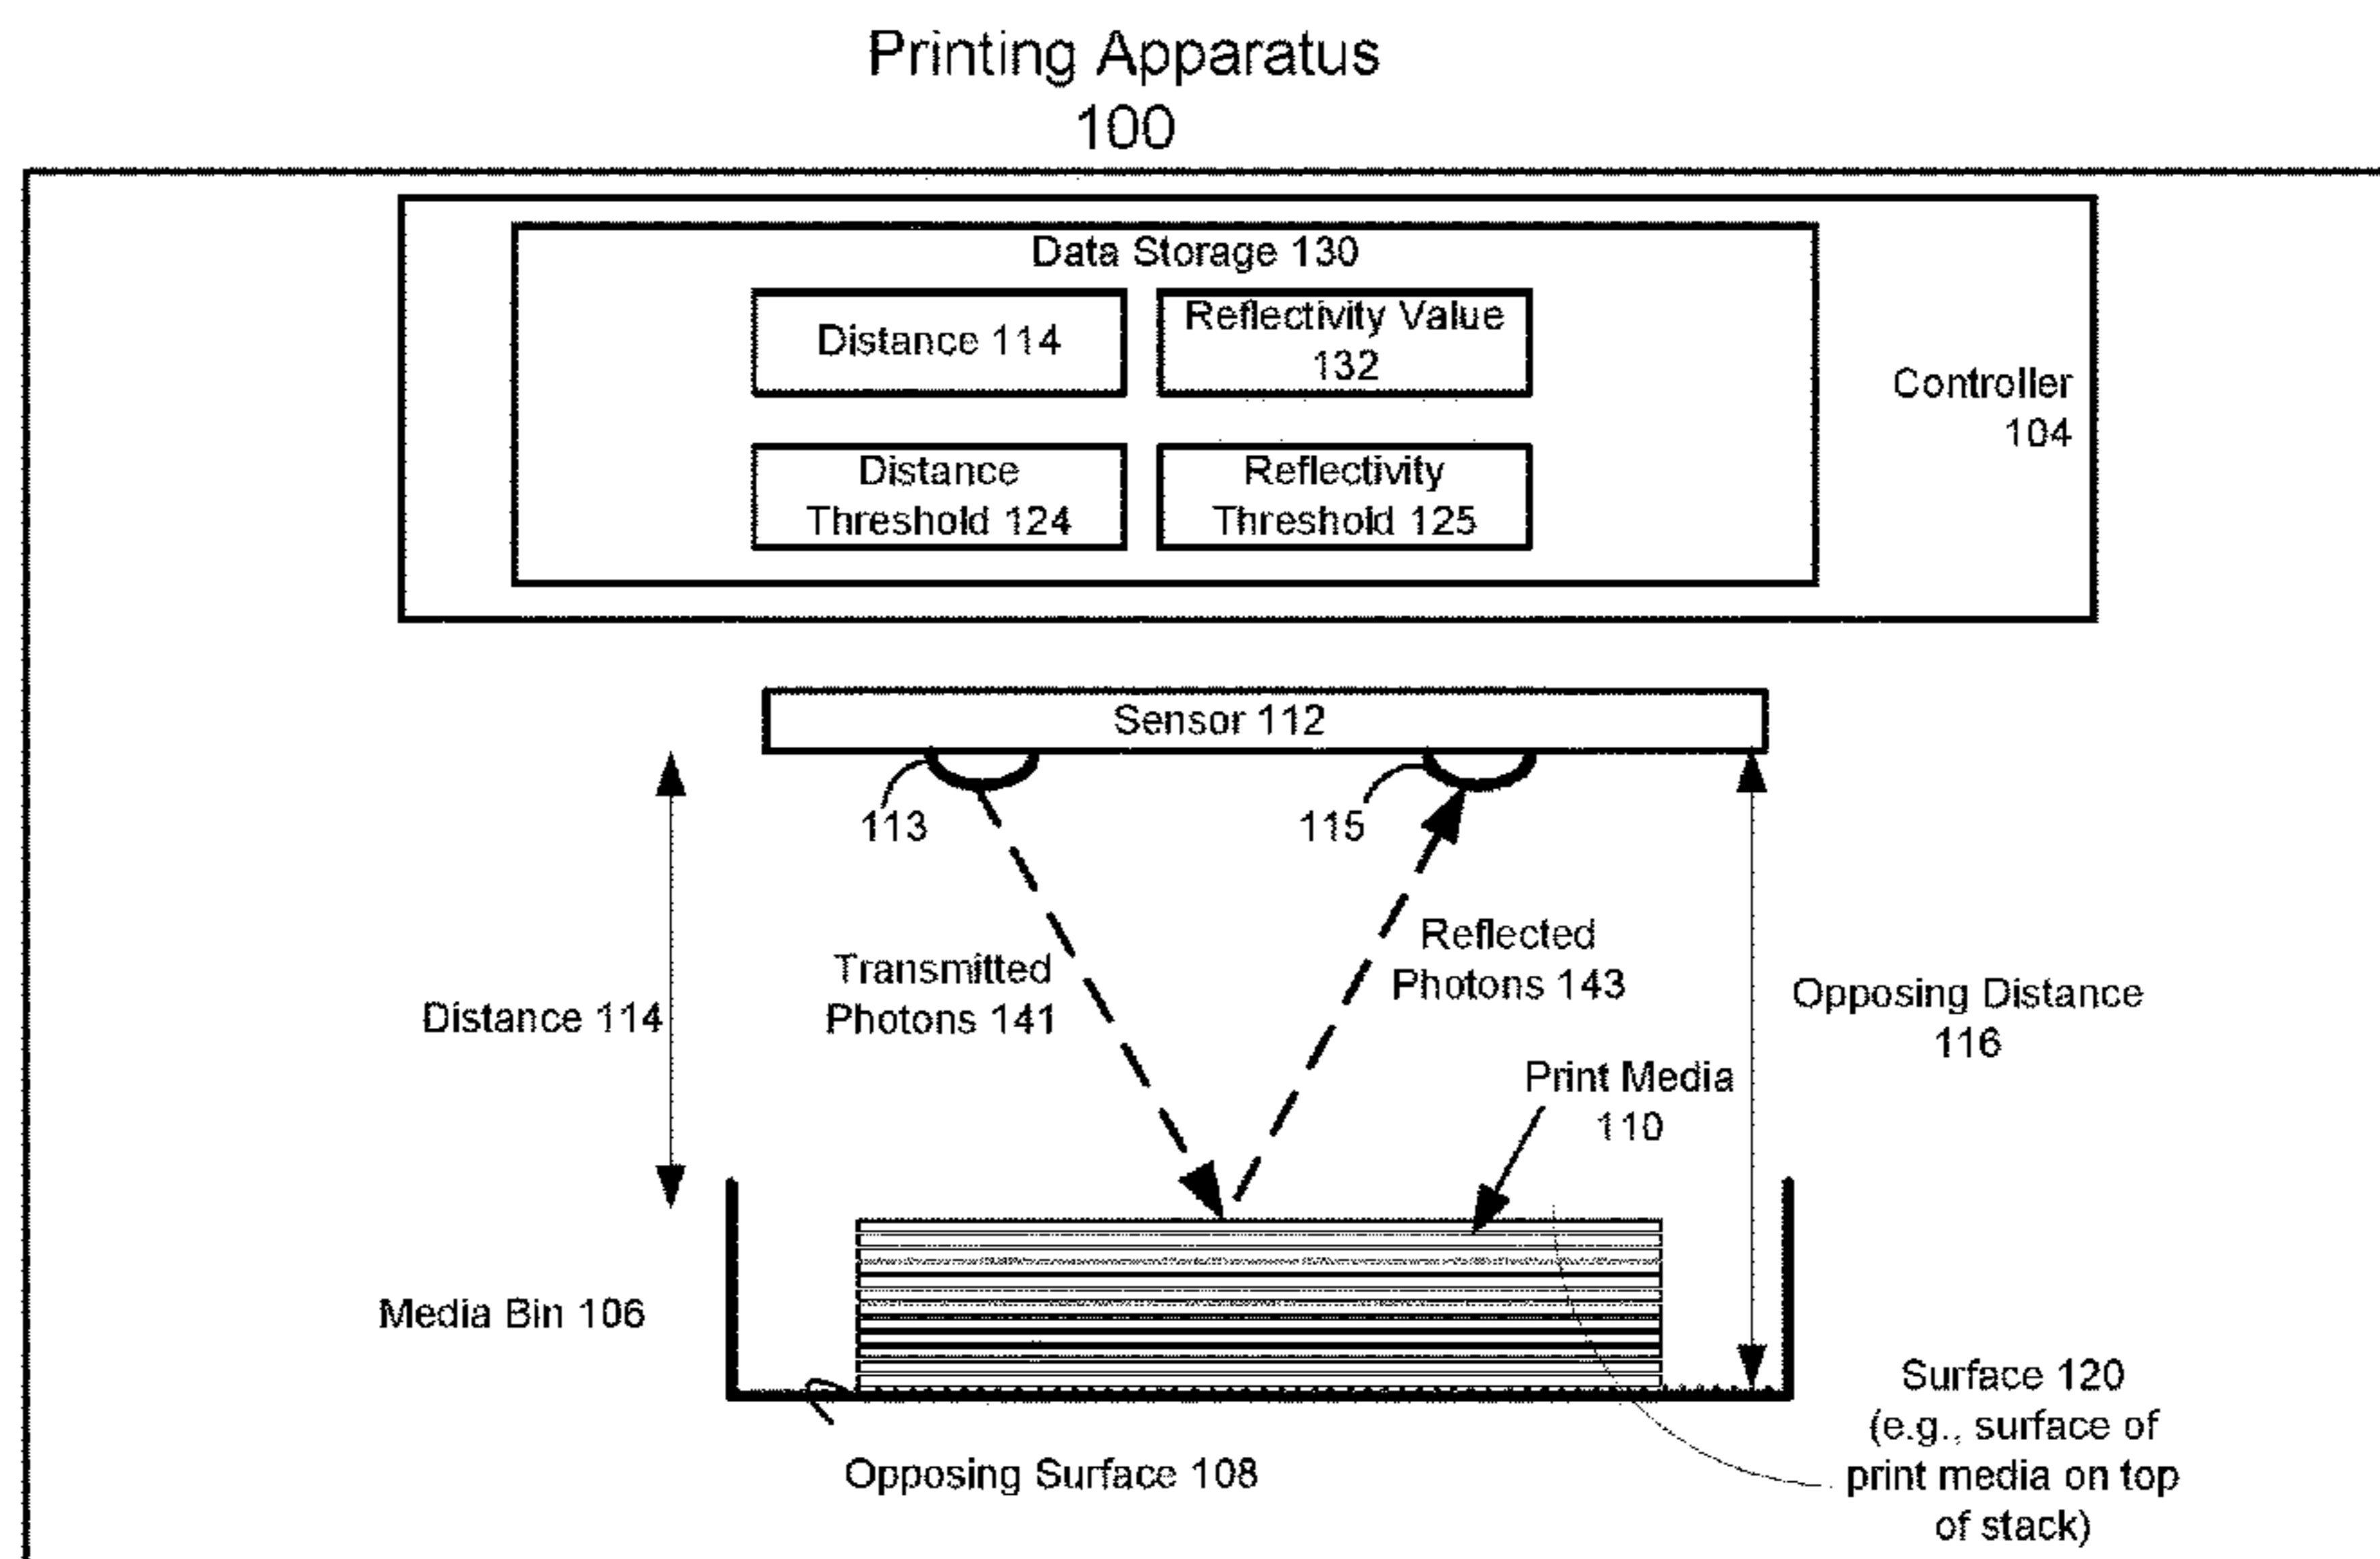 Printing Apparatus
100
Data Storage 130
Distance 114
Reflectivity Value
132
Distance
Threshold 124
Reflectivity
Threshold 125
Controller
104
Sensor 112
113
115
Transmitted
Photons 141
Reflected
Photons 143
Distance 114
Opposing Distance
116
Print Media
110
Media Bin 106
Opposing Surface 108
Surface 120
(e.g., surface of
print media on top
of stack)